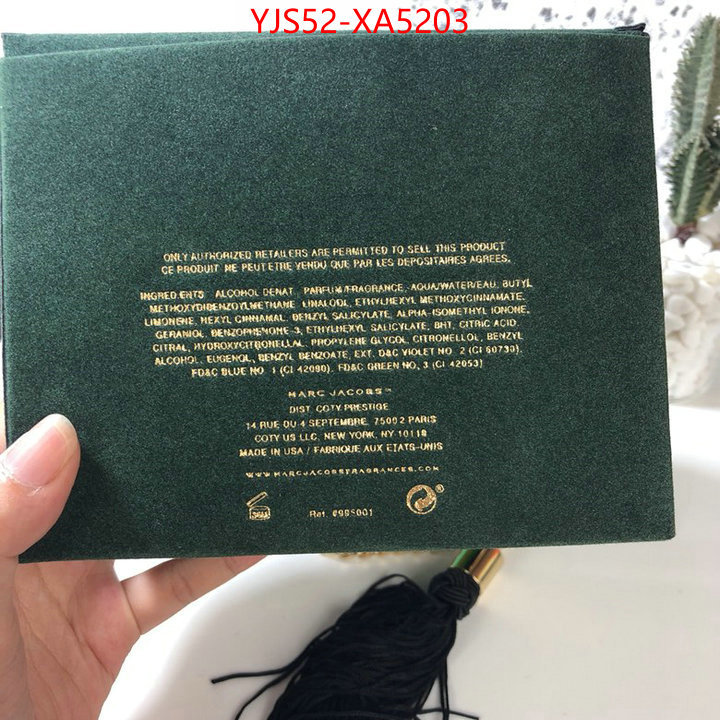 YJS52-XA5203
ONLY AUTHORIZED RETAILERS ARE PERMITTED TO SELL THIS PRODUCT
CE PRODUIT NE PEUT ETRE VENDU QUE PAR LES DEPOSITAIRES AGREES.
INGRED ENTS ALCOHOL DENAT, PARFUM/FRAGRANCE, AQUA/WATER/EAU, BUTYL
METHOXYDIBENZOYLMETHANE LINALOOL, ETHYLHEXYL METHOXYCINNAMATE,
LIMONENE, HEXYL CINNAMAL, BENZYL SALICYLATE, ALPHA-ISOMETHYL IONONE,
GERANIOL, BENZOPHENONE-3, ETHYLHEXYL SALICYLATE, BHT, CITRIC ACID
CITRAL, HYDROXYCITRONELLAL, PROPYLENE GLYCOL, CITRONELLOL, BENZYL
ALCOHOL, EUGENOL, BENZYL BENZOATE, EXT. D&C VIOLET NO. 2 (CI 60730),
FD&C BLUE NO. 1 (CI 42090), FD&C GREEN NO. 3 (CI 42053)
MARC JACOBS™
DIST. COTY PRESTIGE
14 RUE DU 4 SEPTEMBRE, 75002 PARIS
COTY US LLC, NEW YORK, NY 10118
MADE IN USA / FABRIQUE AUX ETATS-UNIS
WWW.MARCJACOBSFRAGRANCES.COM
Ref. #995001